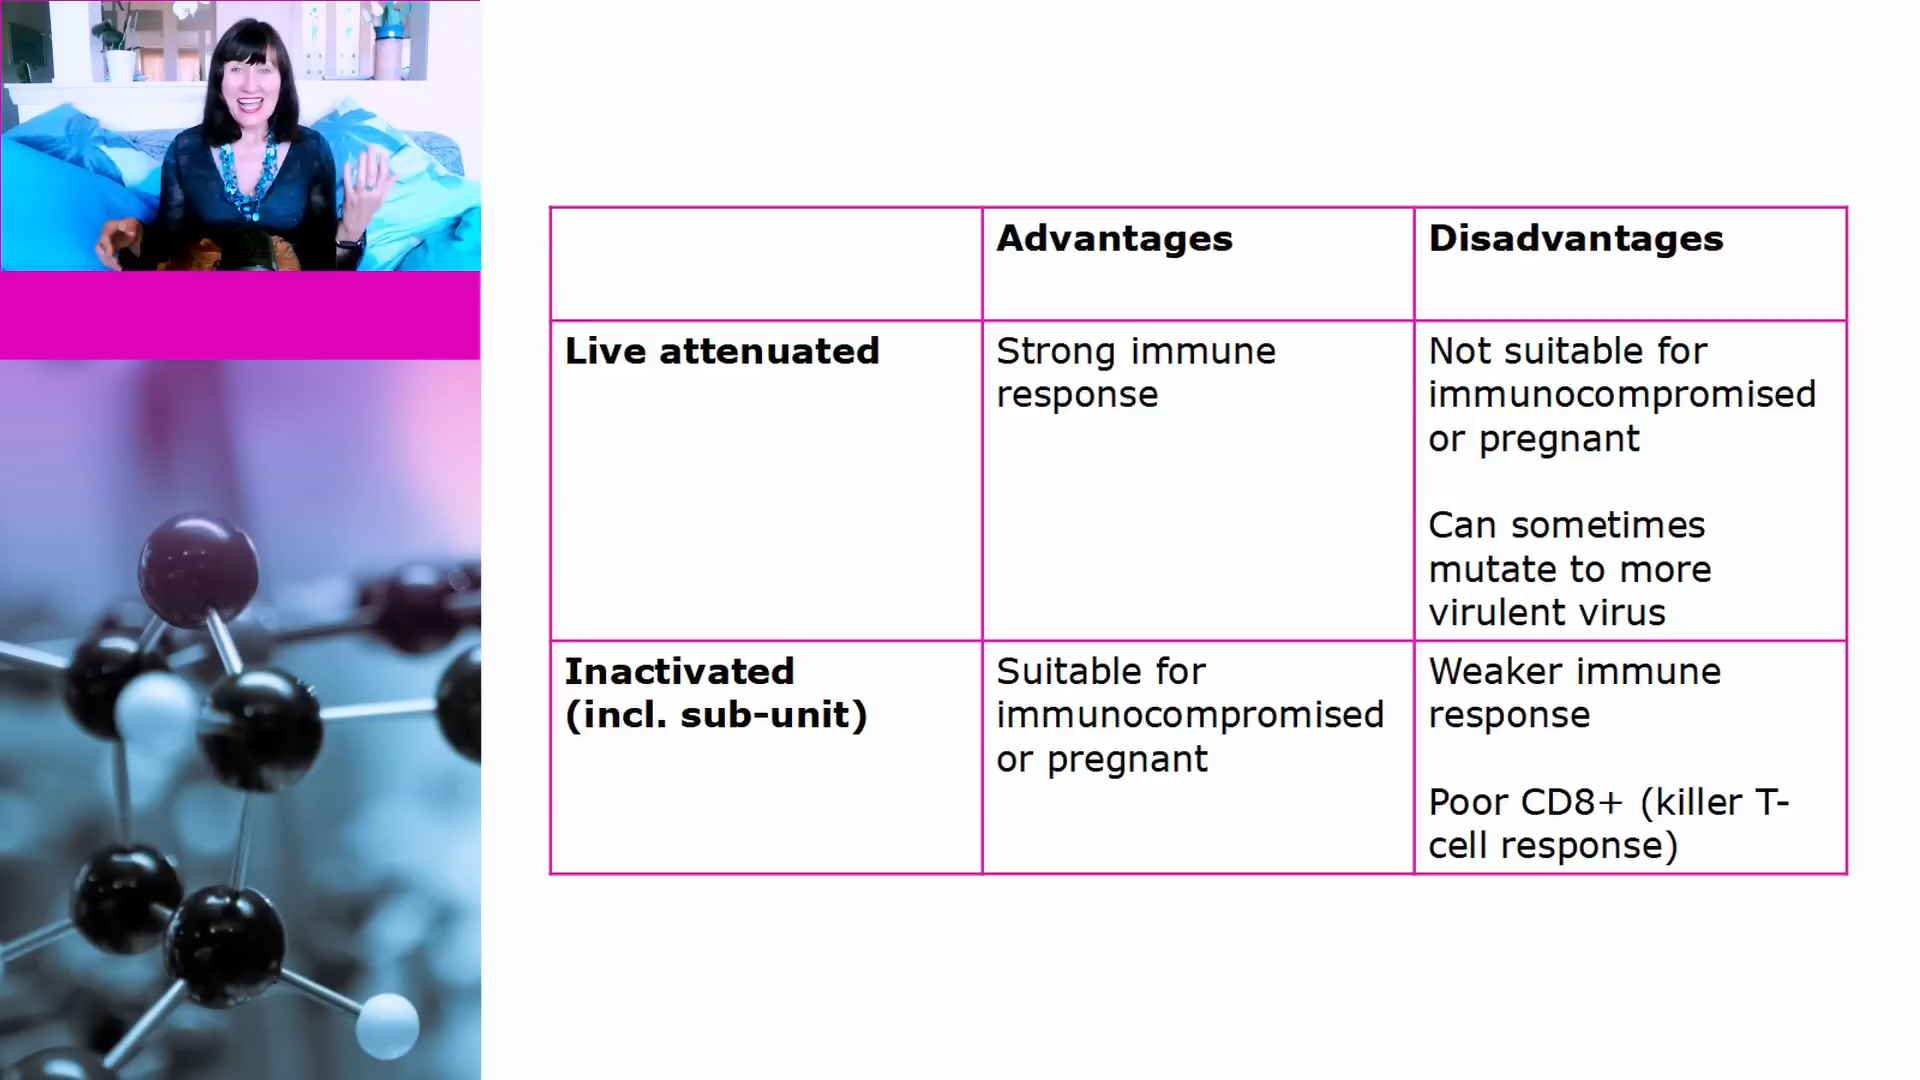 Advantages
Disadvantages
Live attenuated
Strong immune
response
Not suitable for
immunocompromised
or pregnant
Can sometimes
mutate to more
virulent virus
Inactivated
(incl. sub-unit)
Suitable for
immunocompromised
or pregnant
Weaker immune
response
Poor CD8+ (killer T-
cell response)